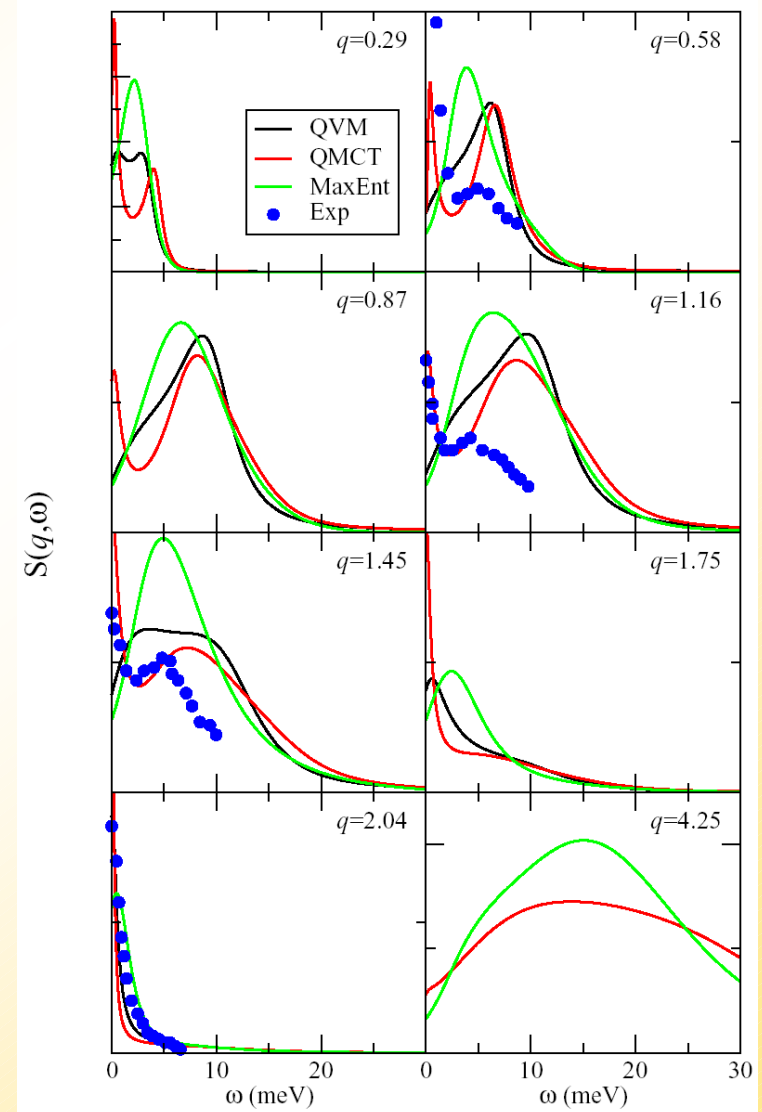 q=0.29
q=0.58
QVM
QMCT
MaxEnt
Exp
q=0.87
q=1.16
S(q,ω)
q=1.45
q=1.75
q=2.04
q=4.25
0 10 20 0 10 20 30
ω (meV) ω (meV)